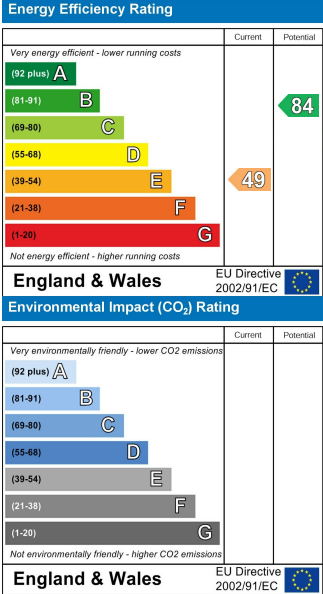 Energy Efficiency Rating
Current Potential
Very energy efficient - lower running costs
(92 plus) A
(81-91) B
84
(69-80) C
(55-68) D
(39-54) E
49
(21-38) F
(1-20) G
Not energy efficient - higher running costs
England & Wales
EU Directive
2002/91/EC
Environmental Impact (CO₂) Rating
Current Potential
Very environmentally friendly - lower CO2 emissions
(92 plus) A
(81-91) B
(69-80) C
(55-68) D
(39-54) E
(21-38) F
(1-20) G
Not environmentally friendly - higher CO2 emissions
England & Wales
EU Directive
2002/91/EC